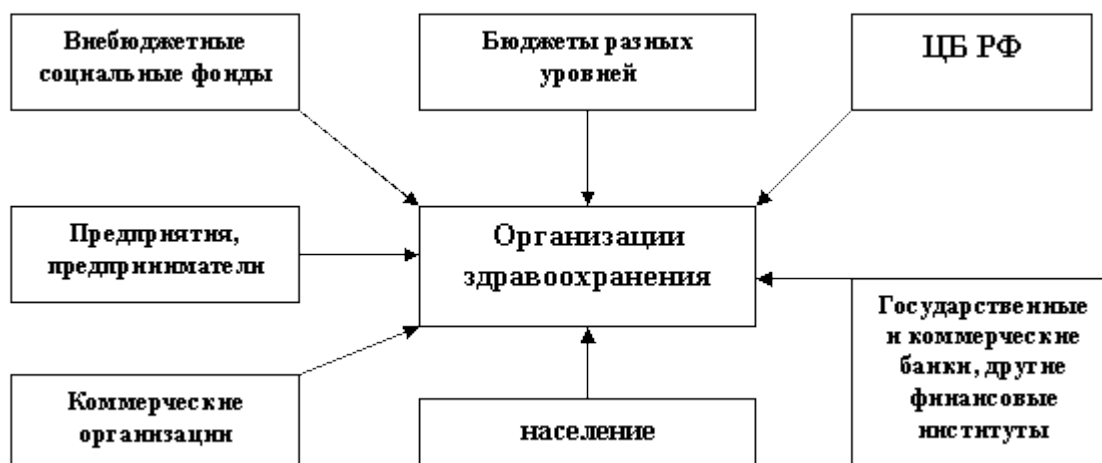 Внебюджетные
социальные фонды
Бюджеты разных
уровней
ЦБ РФ
Предприятия,
предприниматели
Организации
здравоохранения
Государственные
и коммерческие
банки, другие
финансовые
институты
Коммерческие
организации
население